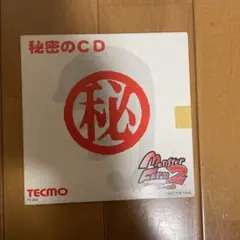 秘密のCD
秘
Monster
Farm 2
TECMO